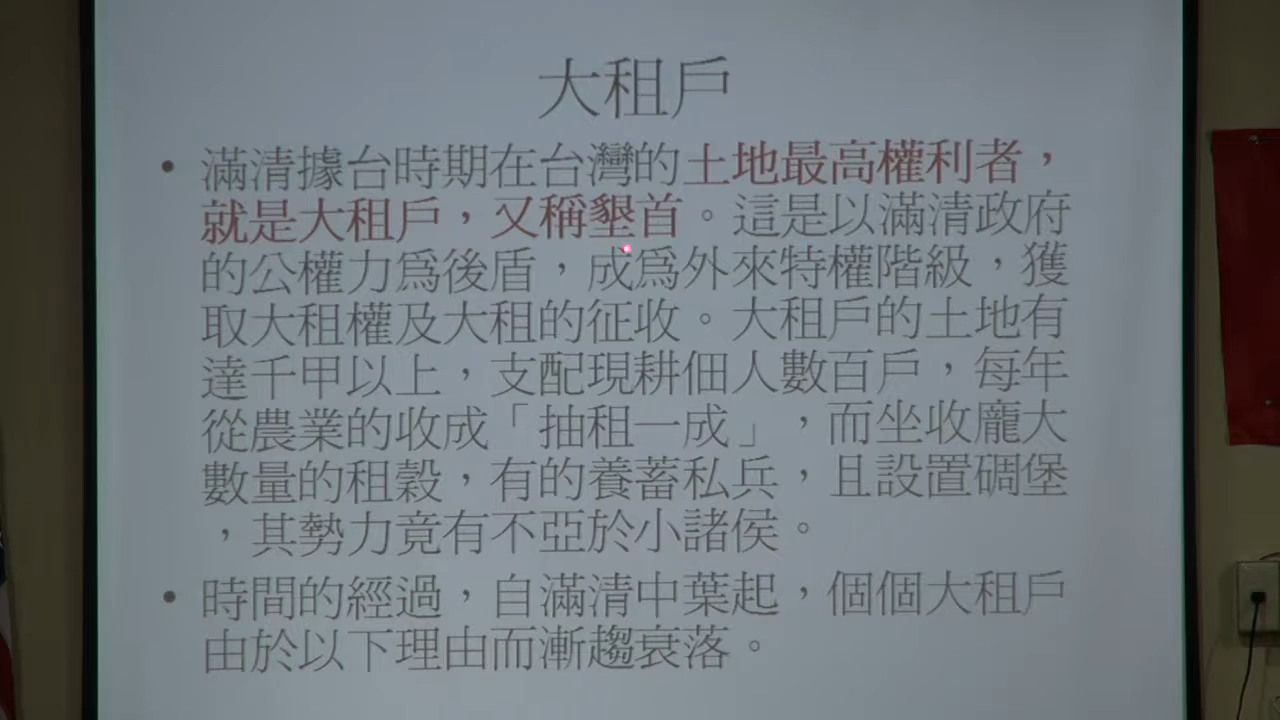 大租戶
• 滿清據台時期在台灣的土地最高權利者，
就是大租戶，又稱墾首。這是以滿清政府
的公權力爲後盾，成爲外來特權階級，獲
取大租權及大租的征收。大租戶的土地有
達千甲以上，支配現耕佃人數百戶，每年
從農業的收成「抽租一成」，而坐收龐大
數量的租穀，有的養蓄私兵，且設置碉堡
，其勢力竟有不亞於小諸侯。
• 時間的經過，自滿清中葉起，個個大租戶
由於以下理由而漸趨衰落。